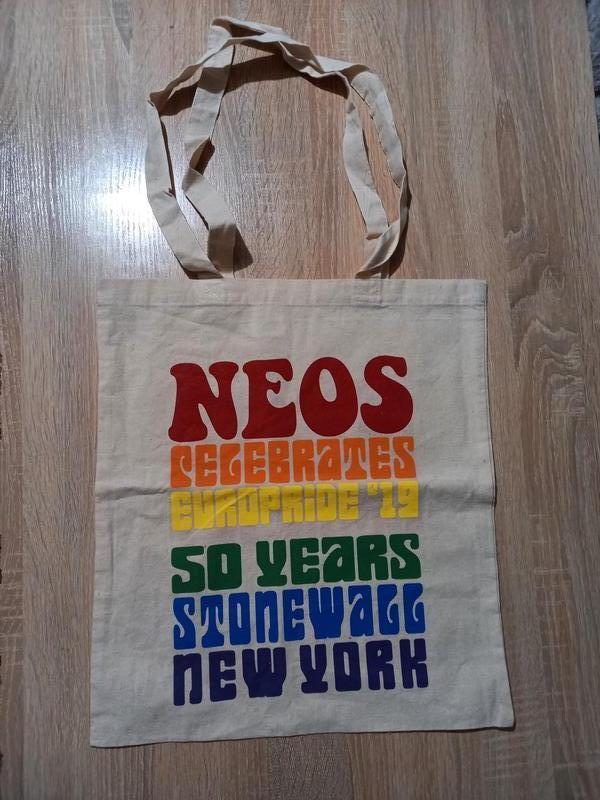 NEOS
CELEBRATES
EUROPRIDE '19
50 YEARS
STONEWALL
NEW YORK